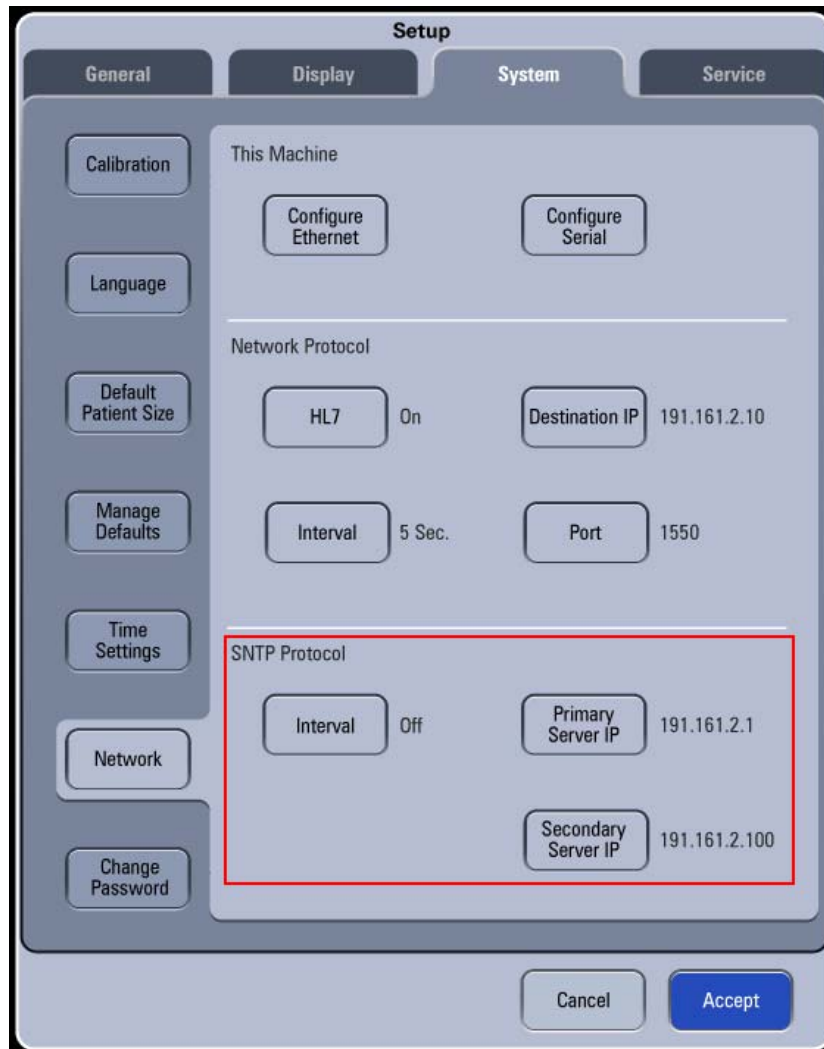 Setup
General
Display
System
Service
Calibration
Language
Default
Patient Size
Manage
Defaults
Time
Settings
Network
Change
Password
This Machine
Configure
Ethernet
Configure
Serial
Network Protocol
HL7
On
Destination IP
191.161.2.10
Interval
5 Sec.
Port
1550
SNTP Protocol
Interval
Off
Primary
Server IP
191.161.2.1
Secondary
Server IP
191.161.2.100
Cancel
Accept